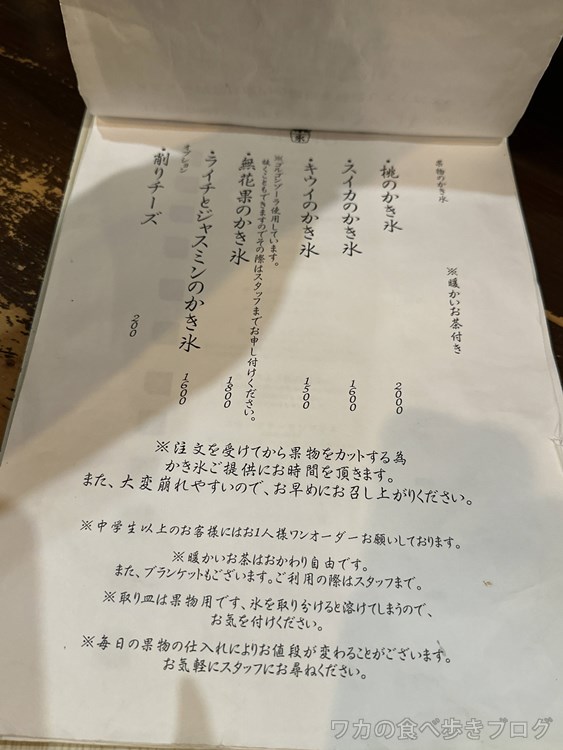 果物のかき氷
※暖かいお茶付き
・桃のかき氷 2000
・スイカのかき氷 1600
・キウイのかき氷 1500
・無花果のかき氷 1800
※ゴルゴンゾーラ使用しています。
抜くこともできますのでその際はスタッフまでお申し付けください。
・ライチとジャスミンのかき氷 1600
オプション
・削りチーズ 200
※注文を受けてから果物をカットする為
かき氷ご提供にお時間を頂きます。
また、大変崩れやすいので、お早めにお召し上がりください。
※中学生以上のお客様にはお1人様ワンオーダーお願いしております。
※暖かいお茶はおかわり自由です。
また、ブランケットもございます。ご利用の際はスタッフまで。
※取り皿は果物用です、氷を取り分けると溶けてしまうので、
お気を付けください。
※毎日の果物の仕入れによりお値段が変わることがございます。
お気軽にスタッフにお尋ねください。
ワカの食べ歩きブログ